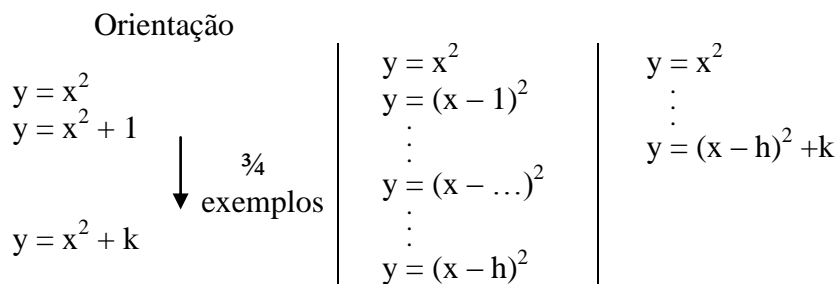 Orientação
y = x²
y = x² + 1
¾
exemplos
y = x² + k
y = x²
y = (x – 1)²
.
.
.
y = (x – …)²
.
.
.
y = (x – h)²
y = x²
.
.
.
y = (x – h)² +k